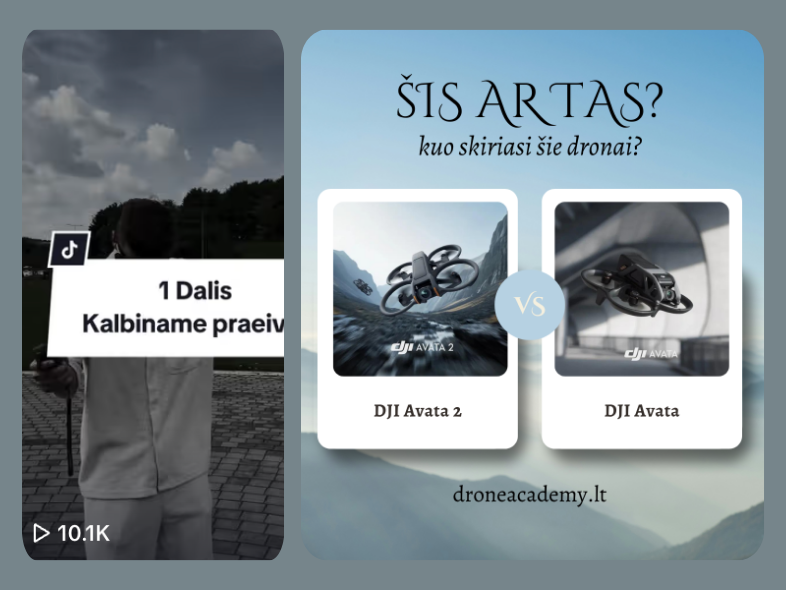 1 Dalis
Kalbiname praeiv
10.1K
ŠIS AR TAS?
kuo skiriasi šie dronai?
dji AVATA 2
VS
dji AVATA
DJI Avata 2
DJI Avata
droneacademy.lt